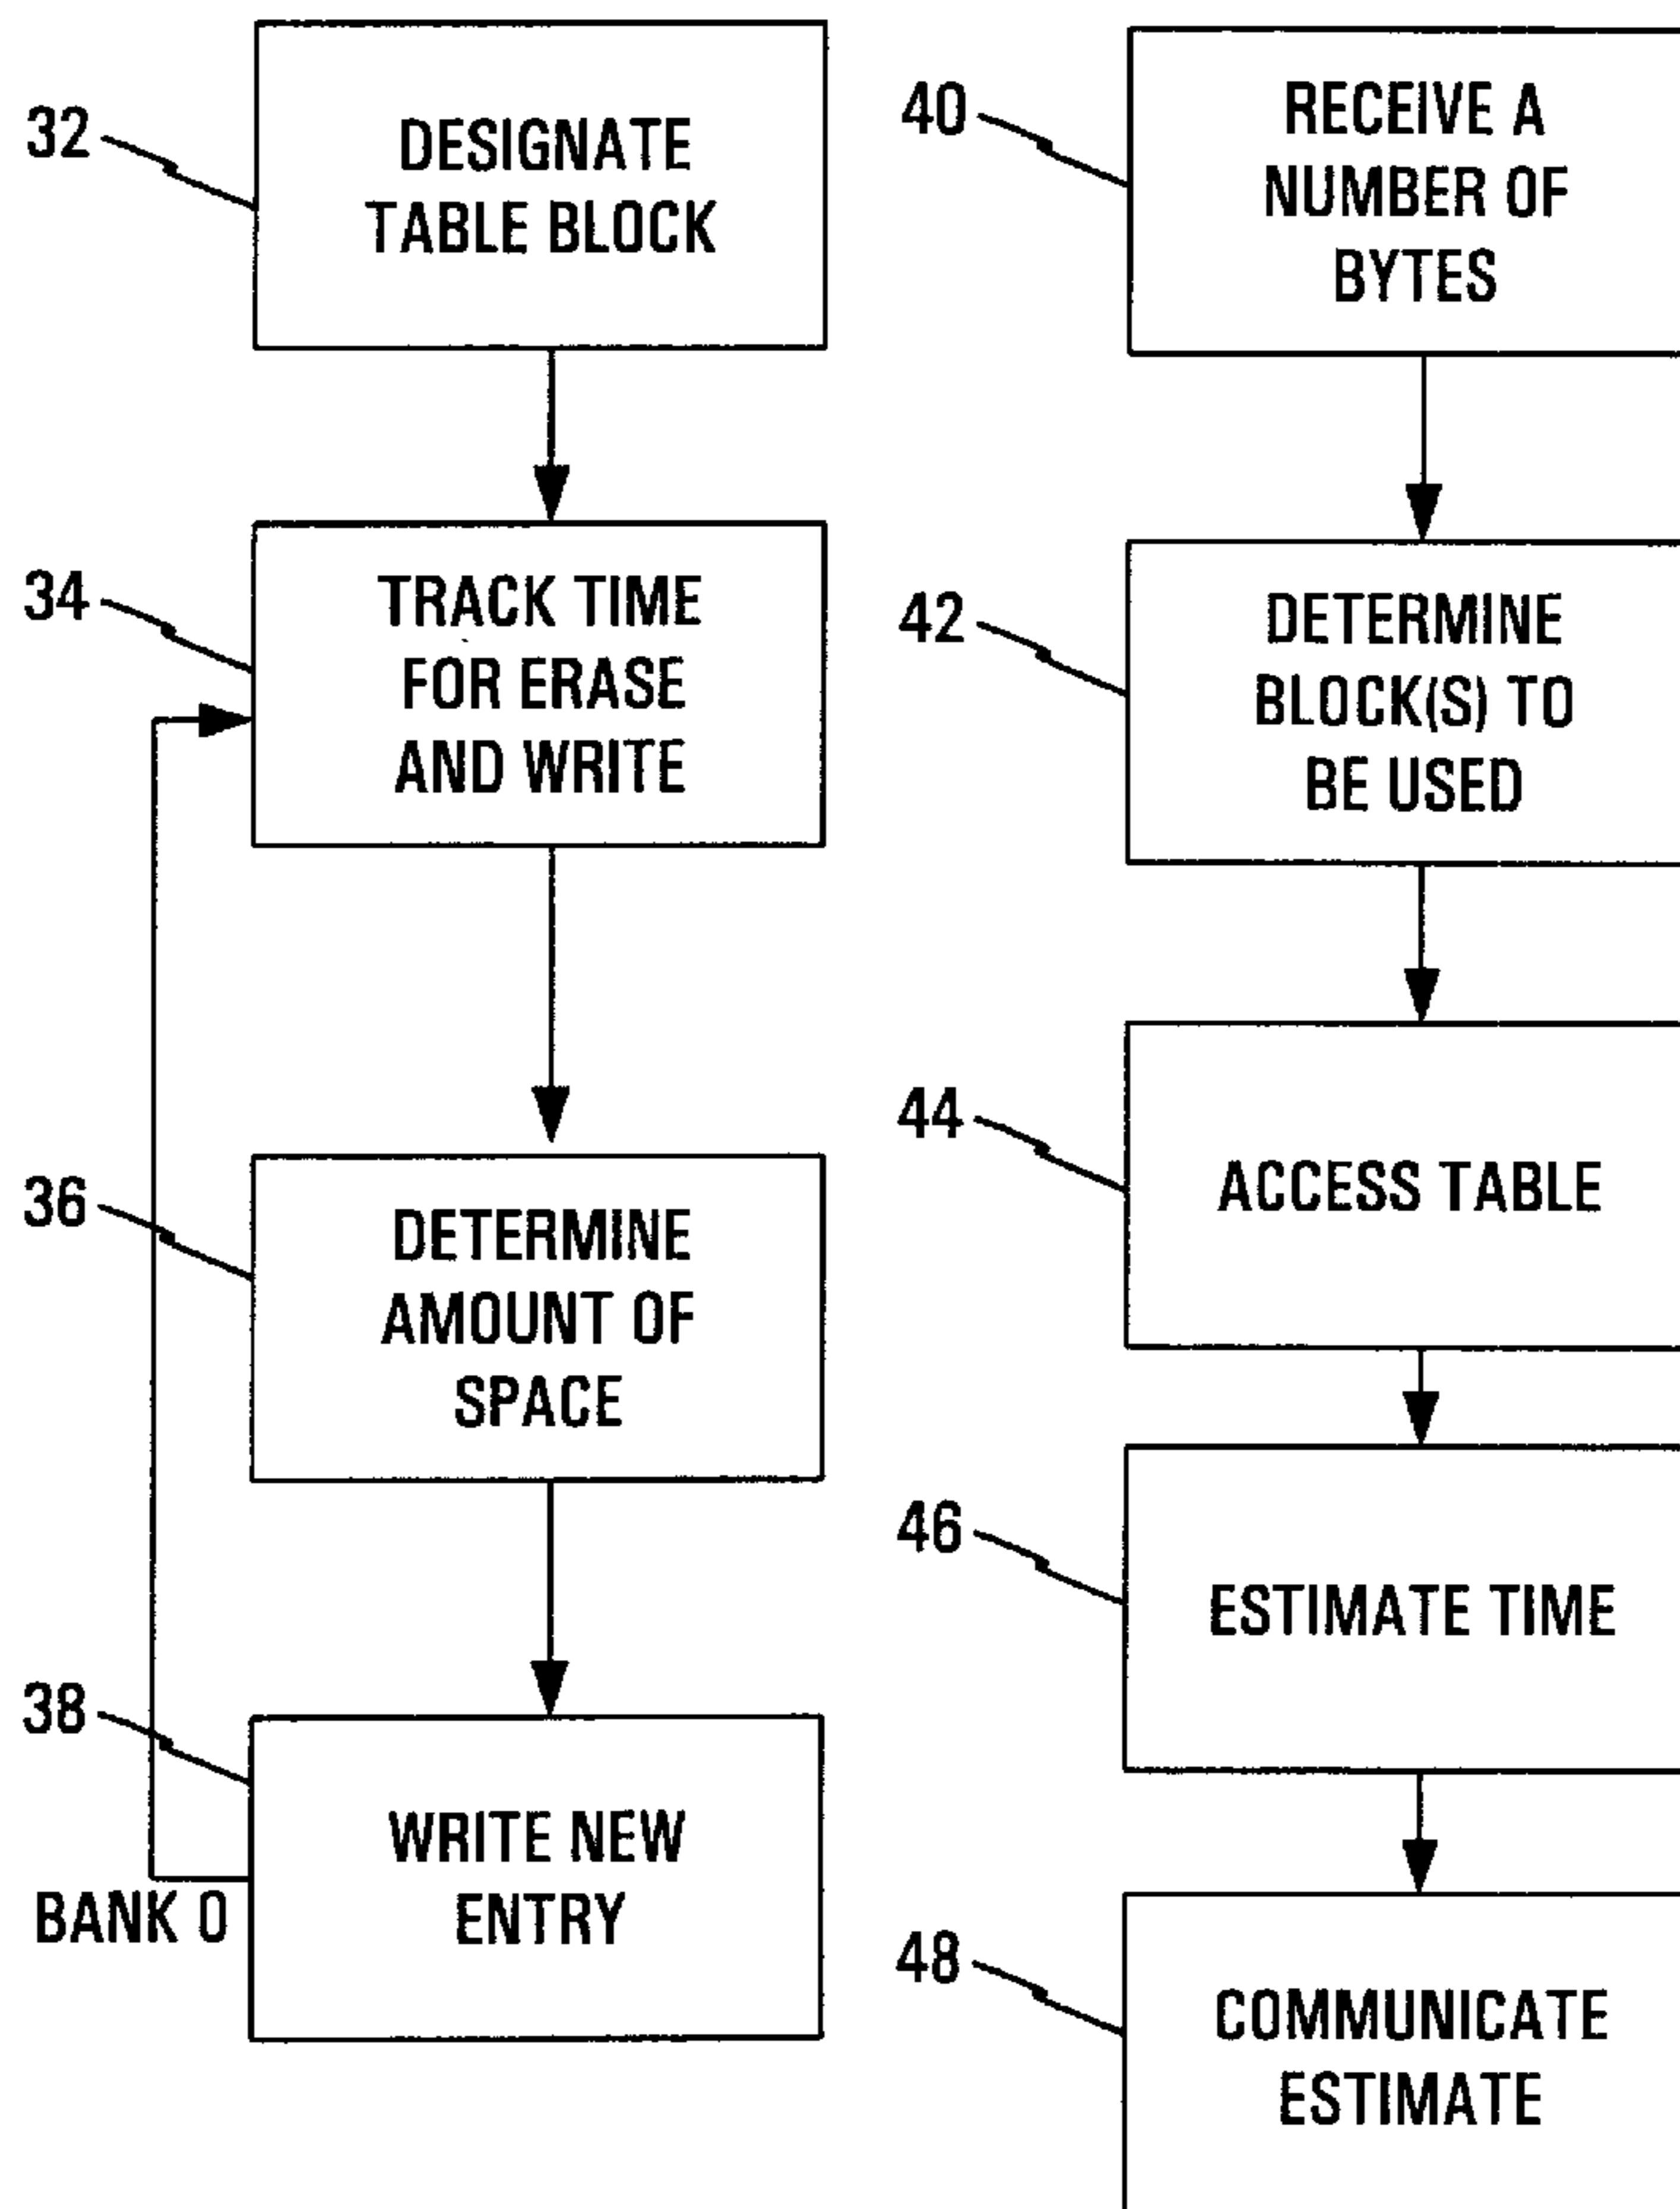 32
DESIGNATE
TABLE BLOCK
34
TRACK TIME
FOR ERASE
AND WRITE
36
DETERMINE
AMOUNT OF
SPACE
38
WRITE NEW
ENTRY
BANK 0
40
RECEIVE A
NUMBER OF
BYTES
42
DETERMINE
BLOCK(S) TO
BE USED
44
ACCESS TABLE
46
ESTIMATE TIME
48
COMMUNICATE
ESTIMATE